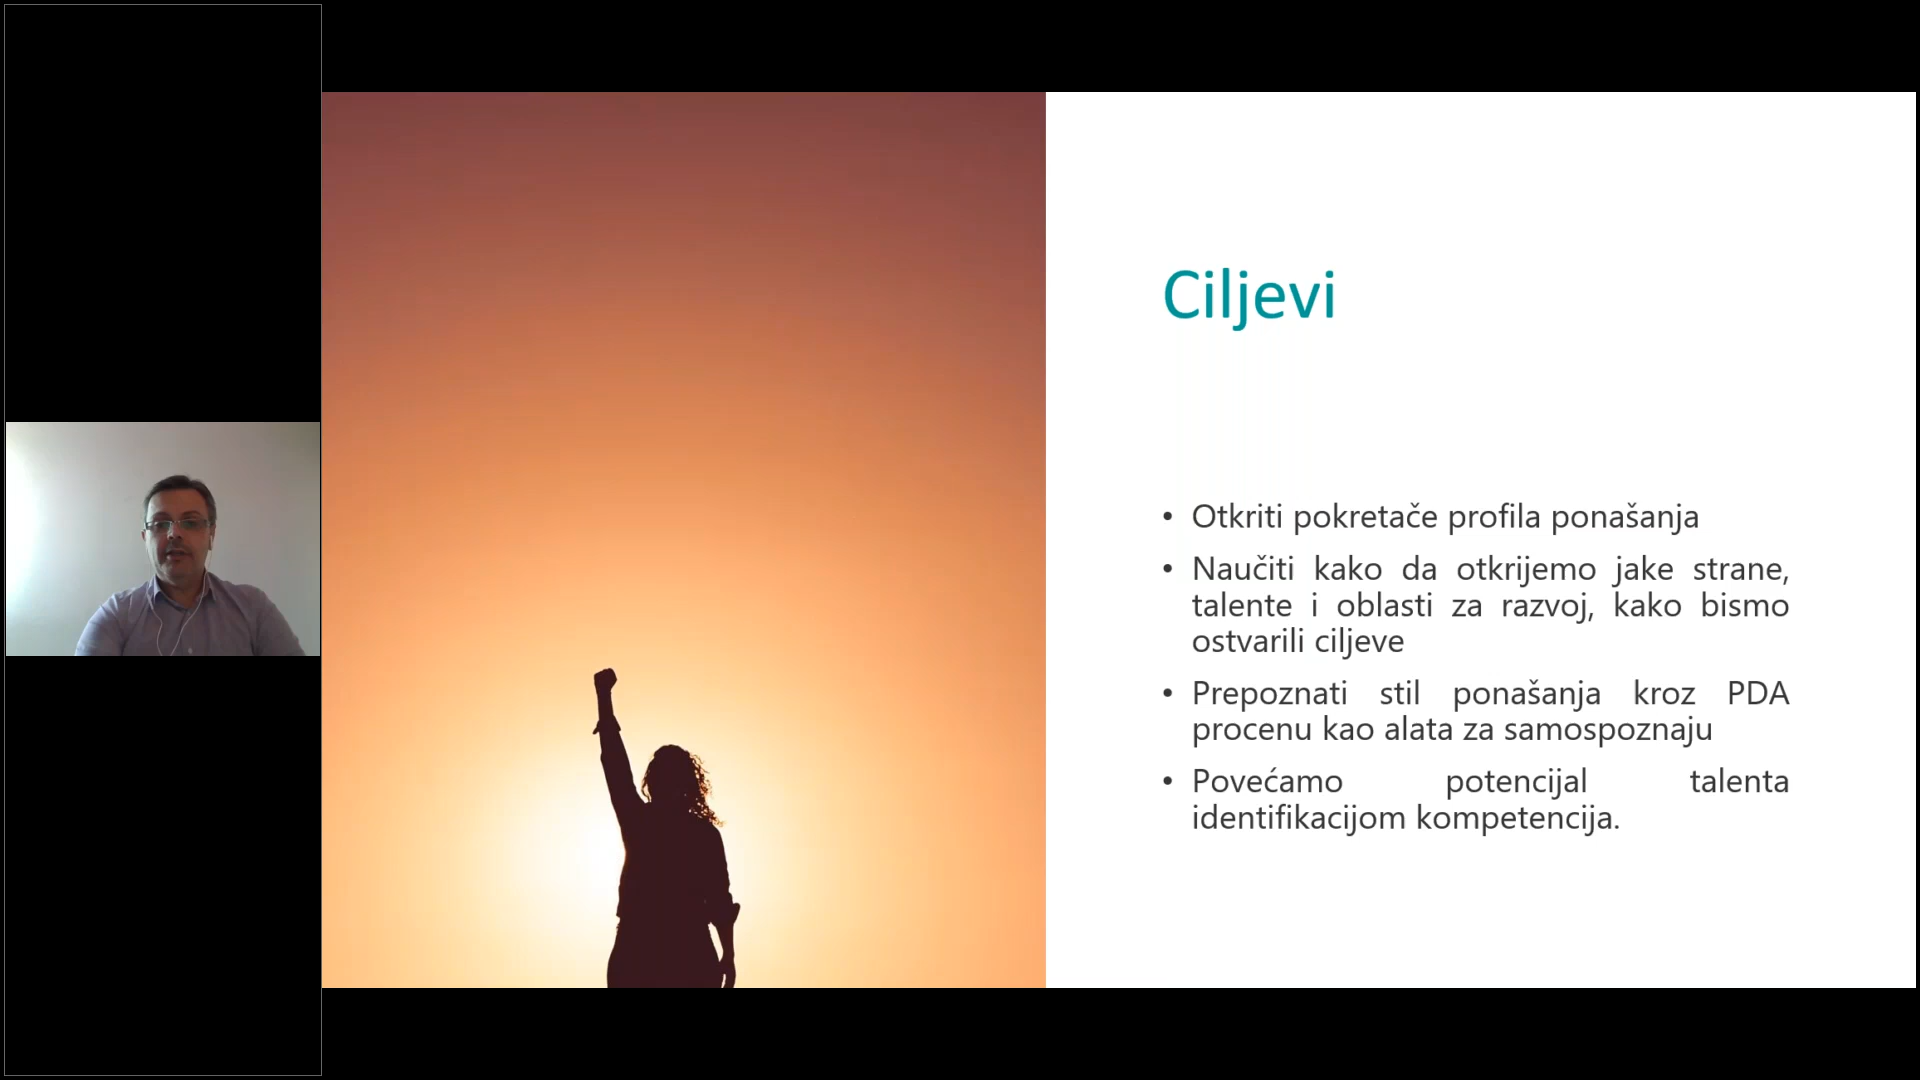 Ciljevi
• Otkriti pokretače profila ponašanja
• Naučiti kako da otkrijemo jake strane,
talente i oblasti za razvoj, kako bismo
ostvarili ciljeve
• Prepoznati stil ponašanja kroz PDA
procenu kao alata za samospoznaju
• Povećamo potencijal talenta
identifikacijom kompetencija.